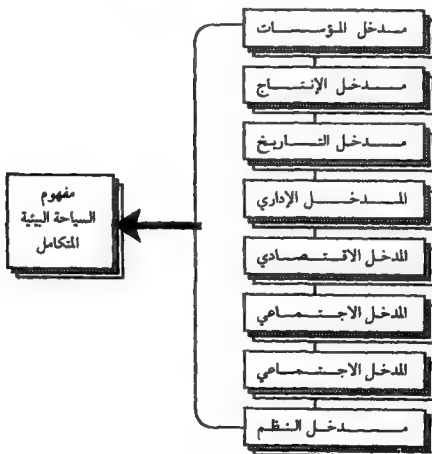 مدخل المؤسسات
مدخل الإنتاج
مدخل التاريخ
المدخل الإداري
المدخل الاقتصادي
المدخل الاجتماعي
المدخل الاجتماعي
مدخل النظم
مفهوم
السياحة البيئية
المتكامل